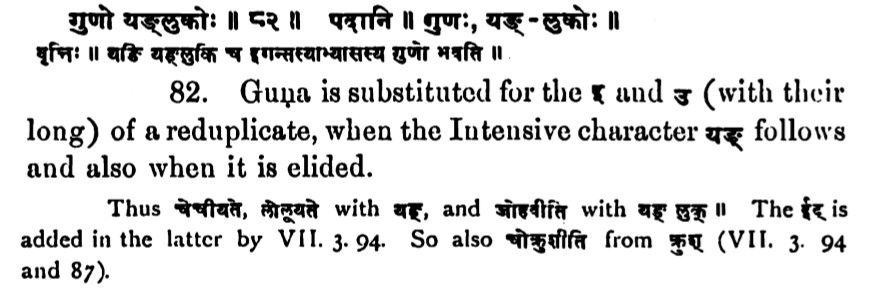 गुणो यङ्लुकोः ॥ ८२ ॥ पदानि ॥ गुणः, यङ्-लुकोः ॥
वृत्तिः ॥ यङि यङ्लुकि च इगन्तस्याभ्यासस्य गुणो भवति ॥
82. Guṇa is substituted for the इ and उ (with their
long) of a reduplicate, when the Intensive character यङ् follows
and also when it is elided.
Thus चेचीयते, लोलूयते with यङ्, and जोहवीति with यङ् लुक् ॥ The ईट् is
added in the latter by VII. 3. 94. So also चोक्रुशीति from क्रुश् (VII. 3. 94
and 87).